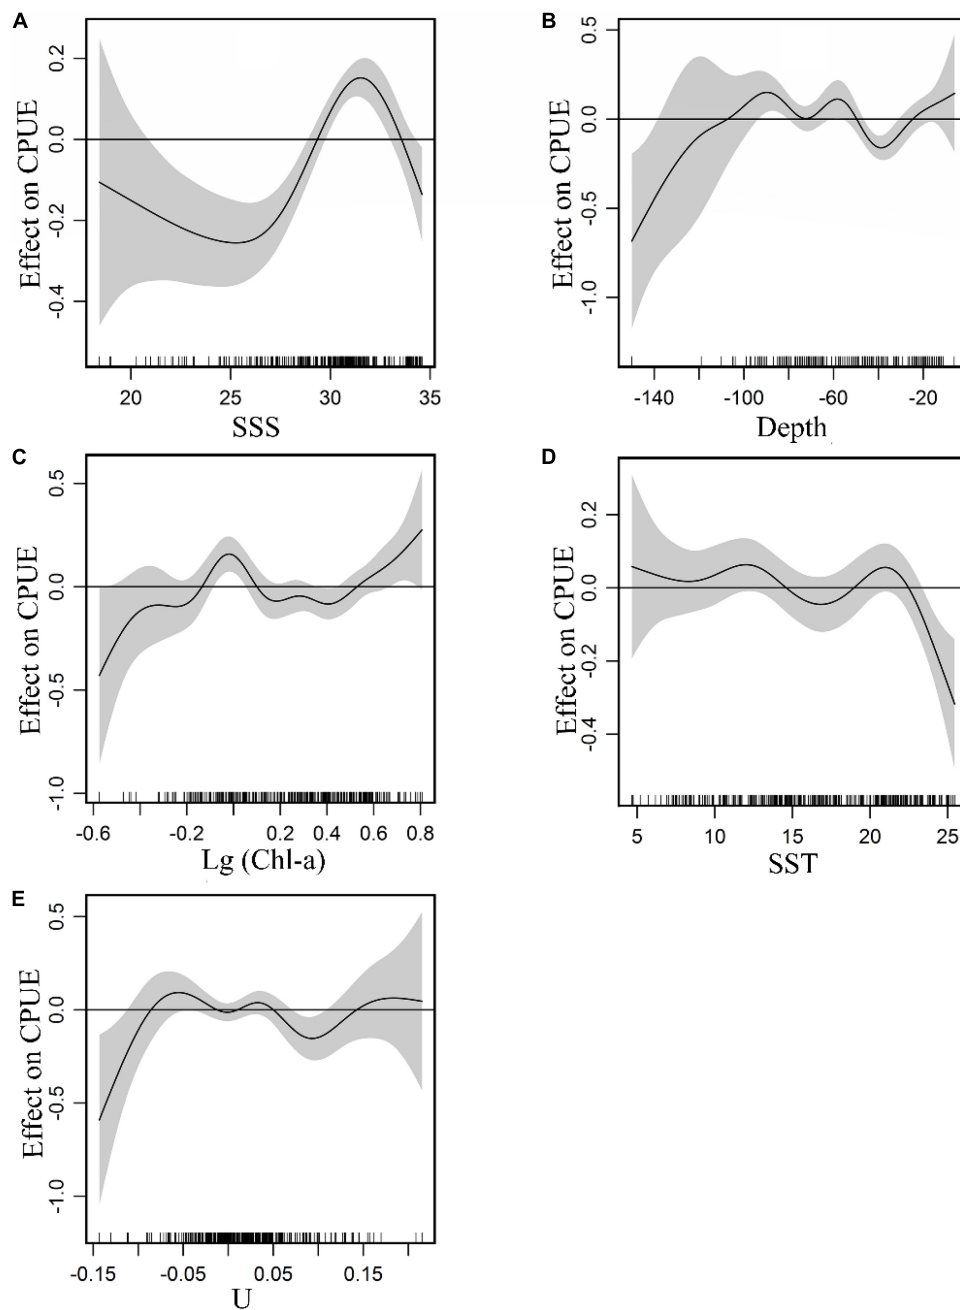 A
Effect on CPUE
0.2
0.0
-0.2
-0.4
20 25 30 35
SSS
B
Effect on CPUE
0.5
0.0
-0.5
-1.0
-140 -100 -60 -20
Depth
C
Effect on CPUE
0.5
0.0
-0.5
-1.0
-0.6 -0.2 0.2 0.4 0.6 0.8
Lg (Chl-a)
D
Effect on CPUE
0.2
0.0
-0.2
-0.4
5 10 15 20 25
SST
E
Effect on CPUE
0.5
0.0
-0.5
-1.0
-0.15 -0.05 0.05 0.15
U